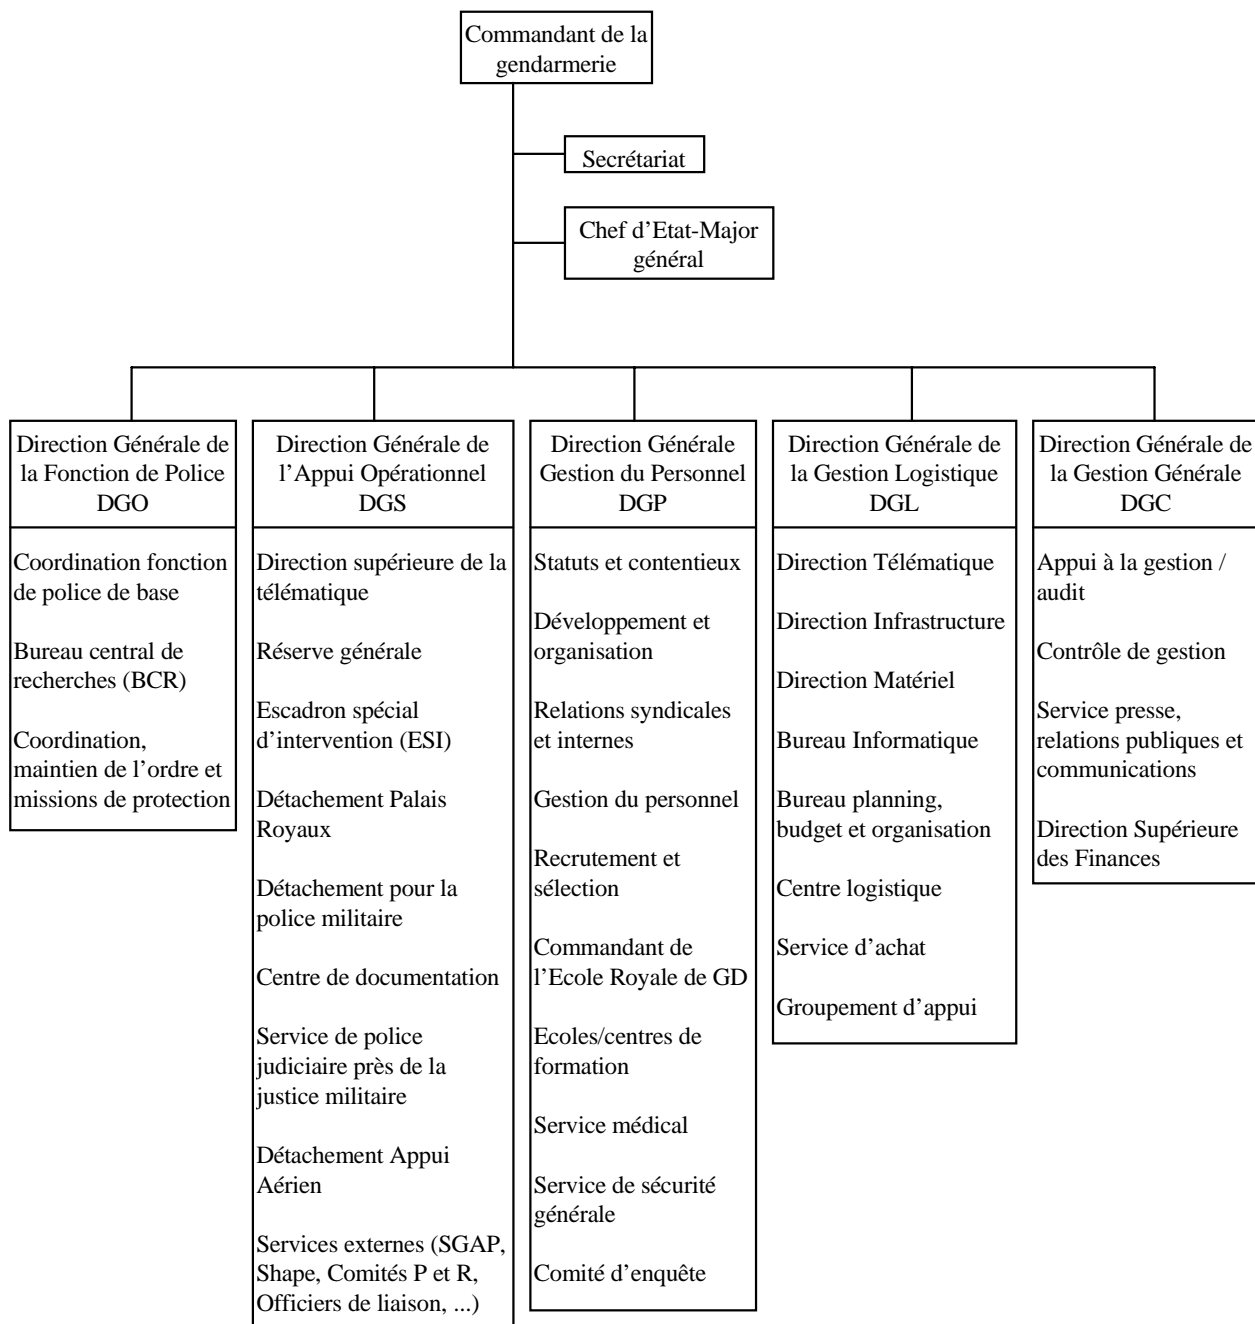 Commandant de la
gendarmerie
Secrétariat
Chef d'Etat-Major
général
Direction Générale de
la Fonction de Police
DGO
Coordination fonction
de police de base
Bureau central de
recherches (BCR)
Coordination,
maintien de l'ordre et
missions de protection
Direction Générale de
l'Appui Opérationnel
DGS
Direction supérieure de la
télématique
Réserve générale
Escadron spécial
d'intervention (ESI)
Détachement Palais
Royaux
Détachement pour la
police militaire
Centre de documentation
Service de police
judiciaire près de la
justice militaire
Détachement Appui
Aérien
Services externes (SGAP,
Shape, Comités P et R,
Officiers de liaison, ...)
Direction Générale
Gestion du Personnel
DGP
Statuts et contentieux
Développement et
organisation
Relations syndicales
et internes
Gestion du personnel
Recrutement et
sélection
Commandant de
l'Ecole Royale de GD
Ecoles/centres de
formation
Service médical
Service de sécurité
générale
Comité d'enquête
Direction Générale de
la Gestion Logistique
DGL
Direction Télématique
Direction Infrastructure
Direction Matériel
Bureau Informatique
Bureau planning,
budget et organisation
Centre logistique
Service d'achat
Groupement d'appui
Direction Générale de
la Gestion Générale
DGC
Appui à la gestion /
audit
Contrôle de gestion
Service presse,
relations publiques et
communications
Direction Supérieure
des Finances